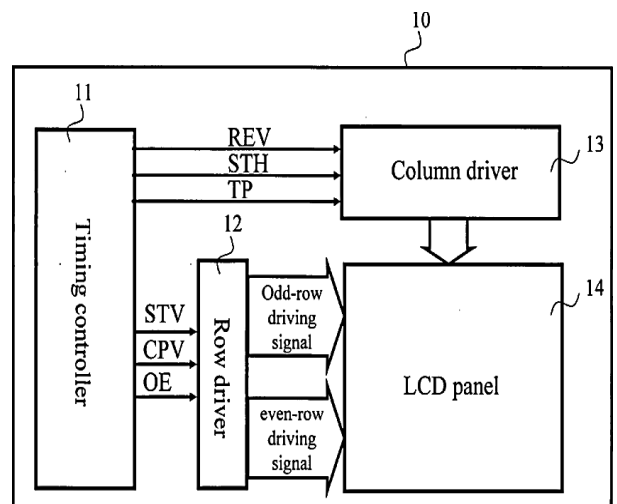 10
11
REV
STH
TP
Column driver
13
Timing controller
12
STV
CPV
OE
Row driver
Odd-row
driving
signal
even-row
driving
signal
14
LCD panel